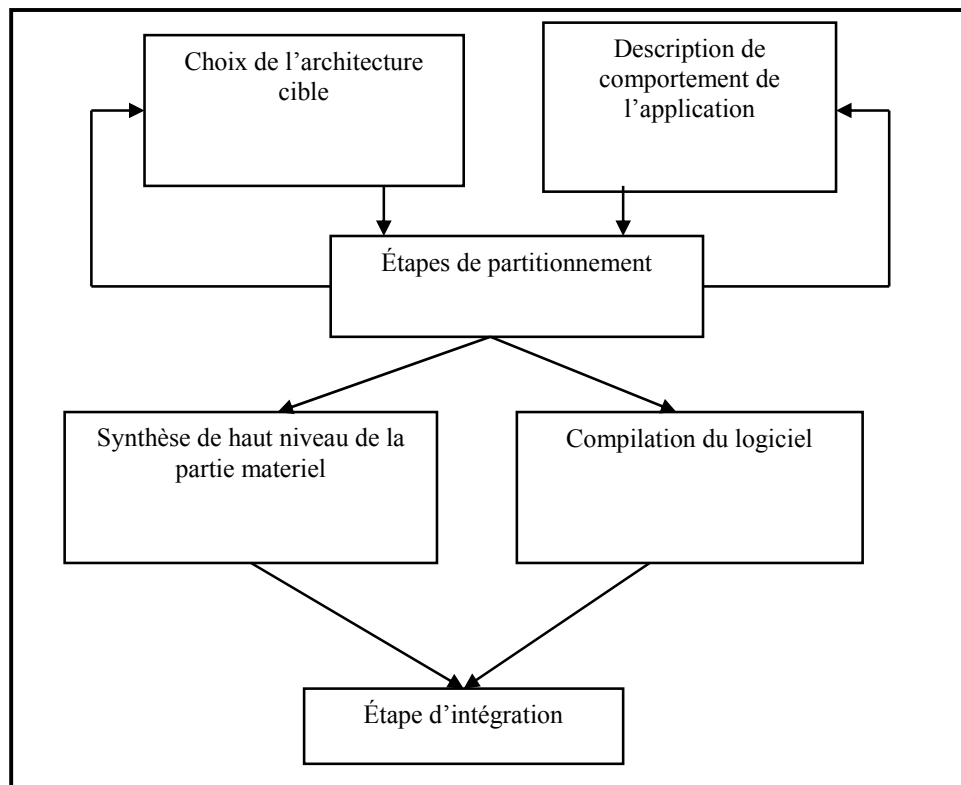 Choix de l’architecture
cible
Description de
comportement de
l’application
Étapes de partitionnement
Synthèse de haut niveau de la
partie materiel
Compilation du logiciel
Étape d’intégration